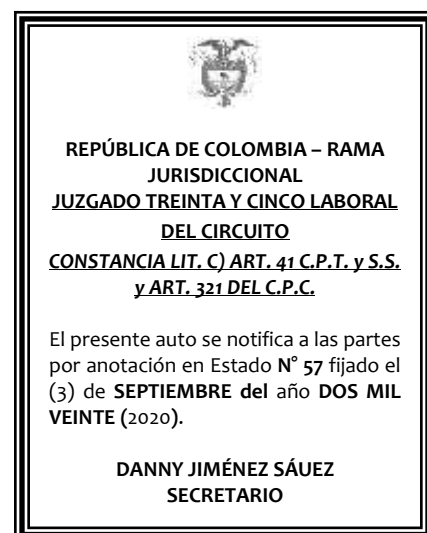 REPÚBLICA DE COLOMBIA – RAMA
JURISDICCIONAL
JUZGADO TREINTA Y CINCO LABORAL
DEL CIRCUITO
CONSTANCIA LIT. C) ART. 41 C.P.T. y S.S.
y ART. 321 DEL C.P.C.
El presente auto se notifica a las partes
por anotación en Estado N° 57 fijado el
(3) de SEPTIEMBRE del año DOS MIL
VEINTE (2020).
DANNY JIMÉNEZ SÁUEZ
SECRETARIO